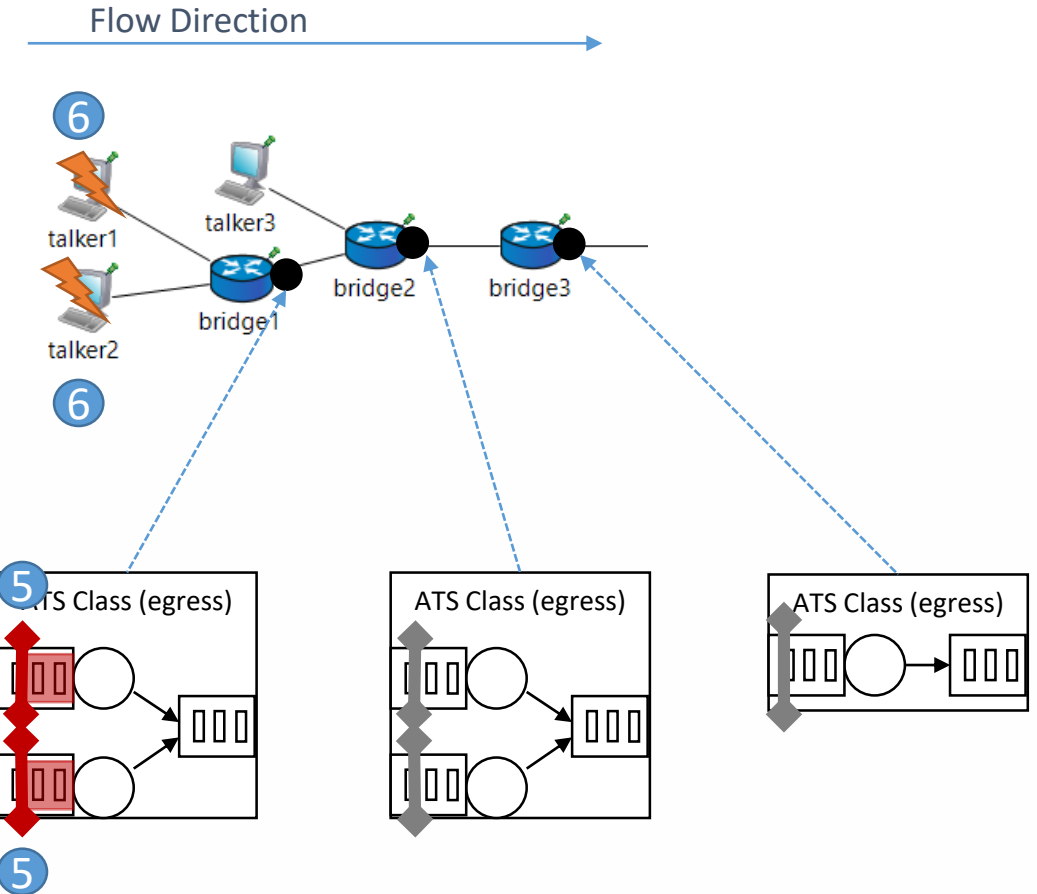 Flow Direction
6
talker1
talker3
bridge2
bridge3
bridge1
talker2
6
5
ATS Class (egress)
ATS Class (egress)
ATS Class (egress)
5